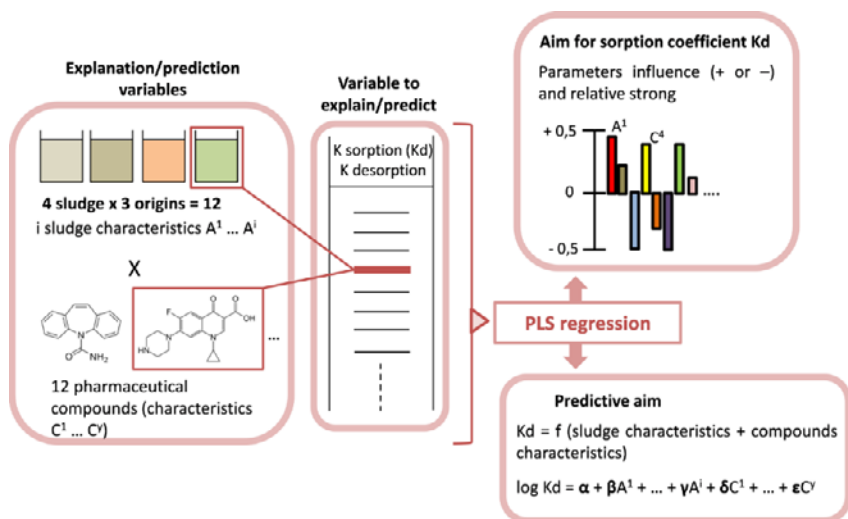 Explanation/prediction
variables
4 sludge x 3 origins = 12
i sludge characteristics A¹ ... Aⁱ
X
F
O
O
OH
N
N
N
HN
O
NH₂
...
12 pharmaceutical
compounds (characteristics
C¹ ... Cʸ)
Variable to
explain/predict
K sorption (Kd)
K desorption
Aim for sorption coefficient Kd
Parameters influence (+ or –)
and relative strong
+ 0,5
A¹
C⁴
0
....
- 0,5
PLS regression
Predictive aim
Kd = f (sludge characteristics + compounds
characteristics)
log Kd = α + βA¹ + ... + γAⁱ + δC¹ + ... + εCʸ